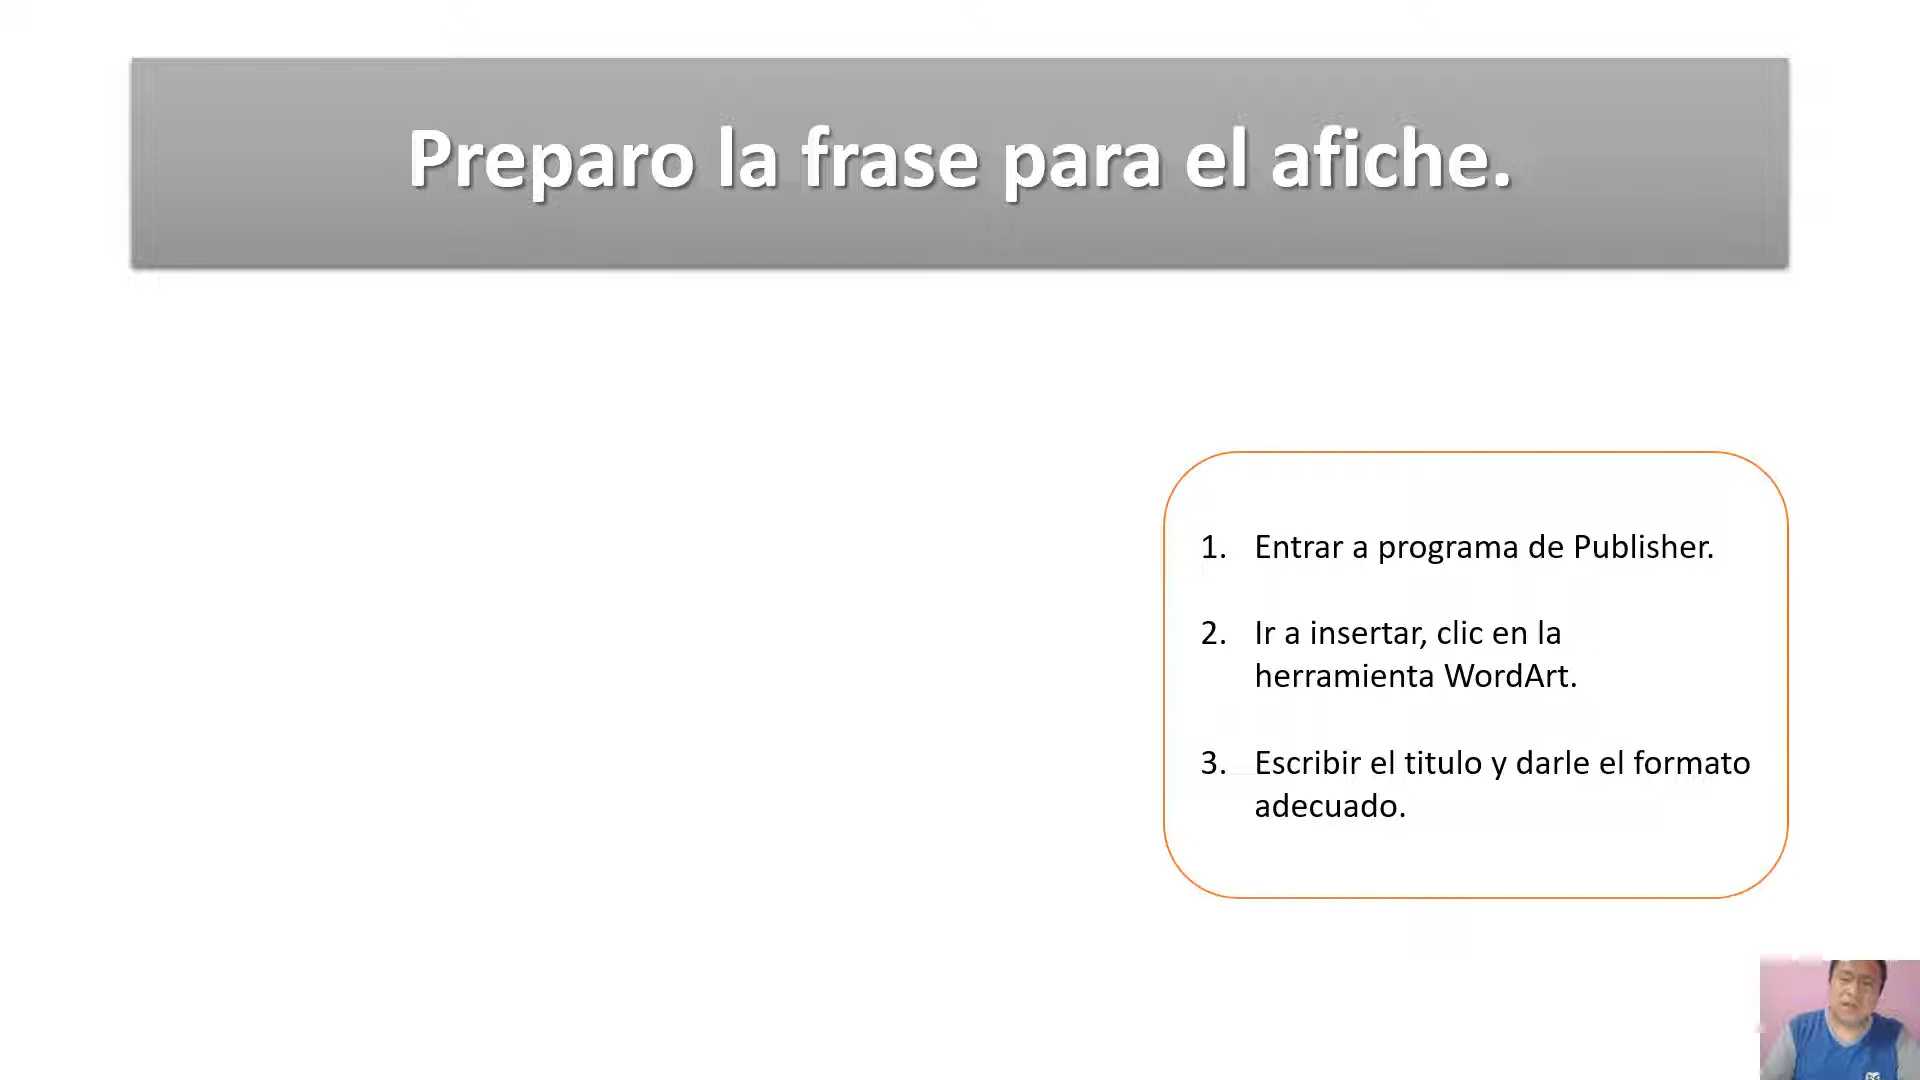 Preparo la frase para el afiche.
1. Entrar a programa de Publisher.
2. Ir a insertar, clic en la
herramienta WordArt.
3. Escribir el titulo y darle el formato
adecuado.